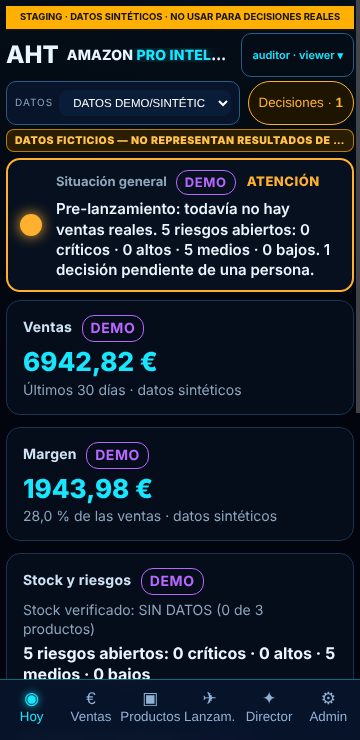 STAGING · DATOS SINTÉTICOS · NO USAR PARA DECISIONES REALES
AHT AMAZON PRO INTEL... auditor · viewer ▾
DATOS DATOS DEMO/SINTÉTIC Decisiones · 1
DATOS FICTICIOS — NO REPRESENTAN RESULTADOS DE ...
Situación general DEMO ATENCIÓN
Pre-lanzamiento: todavía no hay
ventas reales. 5 riesgos abiertos: 0
críticos · 0 altos · 5 medios · 0 bajos. 1
decisión pendiente de una persona.
Ventas DEMO
6942,82 €
Últimos 30 días · datos sintéticos
Margen DEMO
1943,98 €
28,0 % de las ventas · datos sintéticos
Stock y riesgos DEMO
Stock verificado: SIN DATOS (0 de 3
productos)
5 riesgos abiertos: 0 críticos · 0 altos · 5
medios · 0 bajos
Hoy Ventas Productos Lanzam. Director Admin